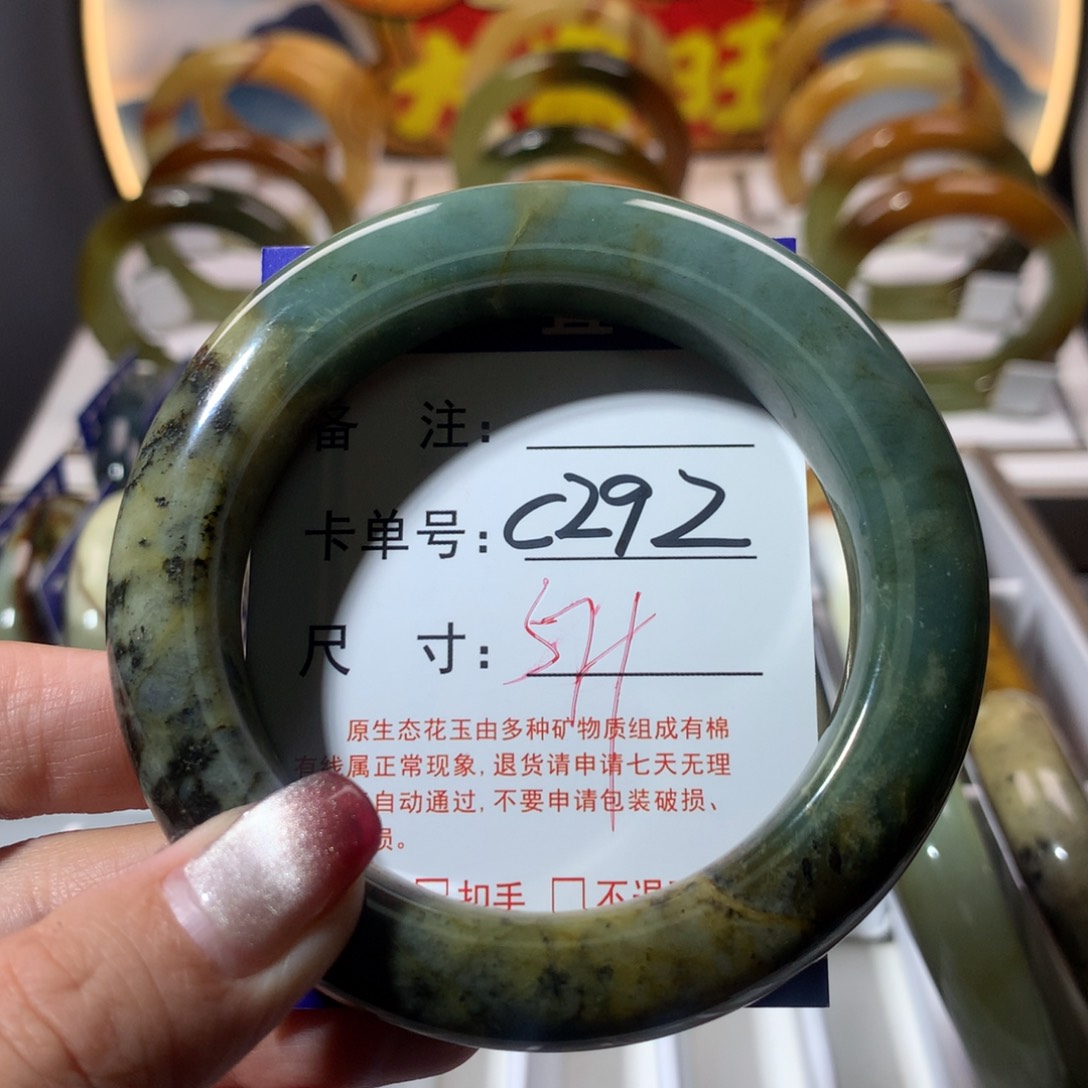 旺
备 注:
卡单号: C292
尺 寸: 57
原生态花玉由多种矿物质组成有棉
有线属正常现象,退货请申请七天无理
自动通过,不要申请包装破损、
损。
□扣手 □不退